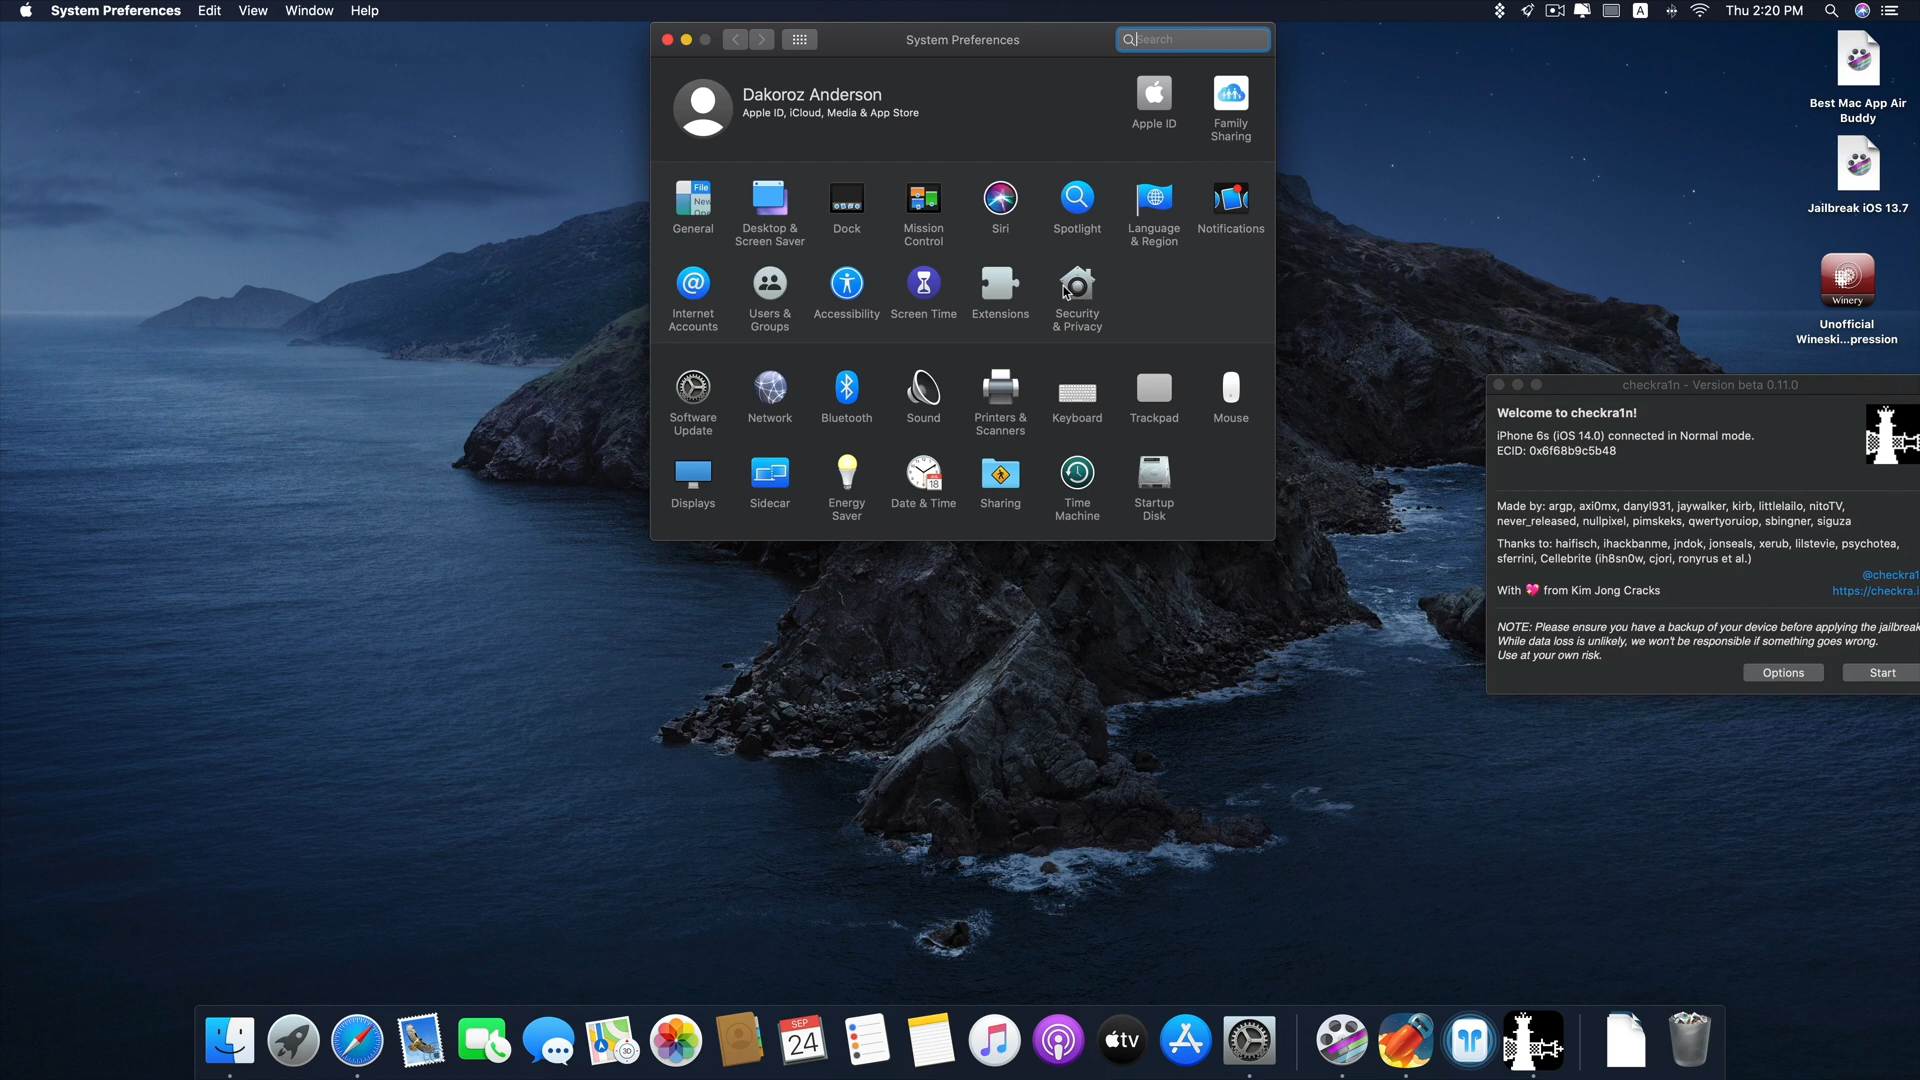 System Preferences Edit View Window Help
A Thu 2:20 PM
System Preferences
Search
Dakoroz Anderson
Apple ID, iCloud, Media & App Store
Apple ID
Family
Sharing
File
New
General
Desktop &
Screen Saver
Dock
Mission
Control
Siri
Spotlight
Language
& Region
Notifications
Internet
Accounts
Users &
Groups
Accessibility
Screen Time
Extensions
Security
& Privacy
Software
Update
Network
Bluetooth
Sound
Printers &
Scanners
Keyboard
Trackpad
Mouse
Displays
Sidecar
Energy
Saver
18
Date & Time
Sharing
Time
Machine
Startup
Disk
Best Mac App Air
Buddy
Jailbreak iOS 13.7
Winery
Unofficial
Wineski...pression
checkra1n - Version beta 0.11.0
Welcome to checkra1n!
iPhone 6s (iOS 14.0) connected in Normal mode.
ECID: 0x6f68b9c5b48
Made by: argp, axi0mx, danyl931, jaywalker, kirb, littlelailo, nitoTV,
never_released, nullpixel, pimskeks, qwertyoruiop, sbingner, siguza
Thanks to: haifisch, ihackbanme, jndok, jonseals, xerub, lilstevie, psychotea,
sferrini, Cellebrite (ih8sn0w, cjori, ronyrus et al.)
@checkra1
With 💖 from Kim Jong Cracks
https://checkra.i
NOTE: Please ensure you have a backup of your device before applying the jailbreak
While data loss is unlikely, we won't be responsible if something goes wrong.
Use at your own risk.
Options
Start
3D
SEP
24
tv